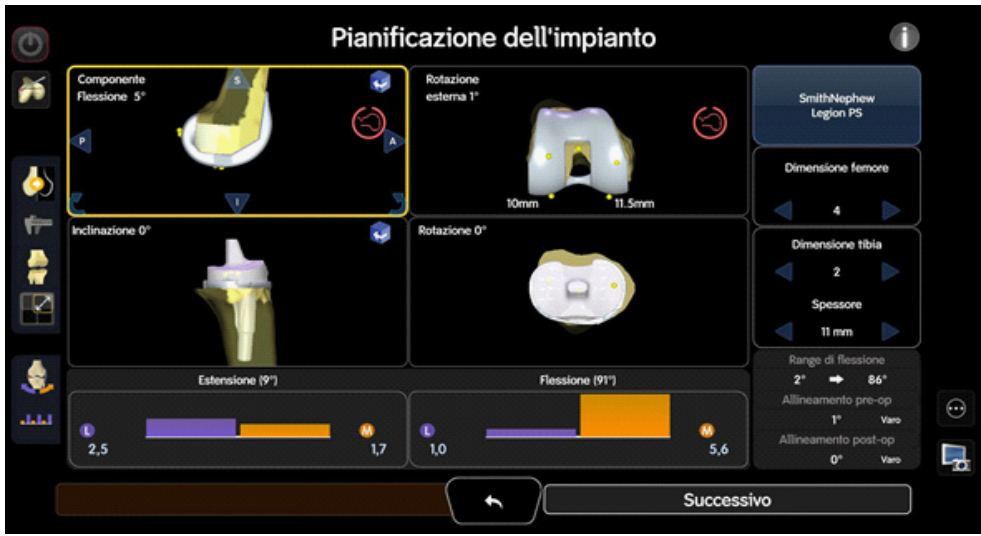 Pianificazione dell'impianto
i
Componente
Flessione 5°
S
P
A
I
Rotazione
esterna 1°
10mm
11.5mm
SmithNephew
Legion PS
Dimensione femore
4
Inclinazione 0°
Rotazione 0°
Dimensione tibia
2
Spessore
11 mm
Estensione (9°)
L
2,5
M
1,7
Flessione (91°)
L
1,0
M
5,6
Range di flessione
2° ➡ 86°
Allineamento pre-op
1° Varo
Allineamento post-op
0° Varo
Successivo